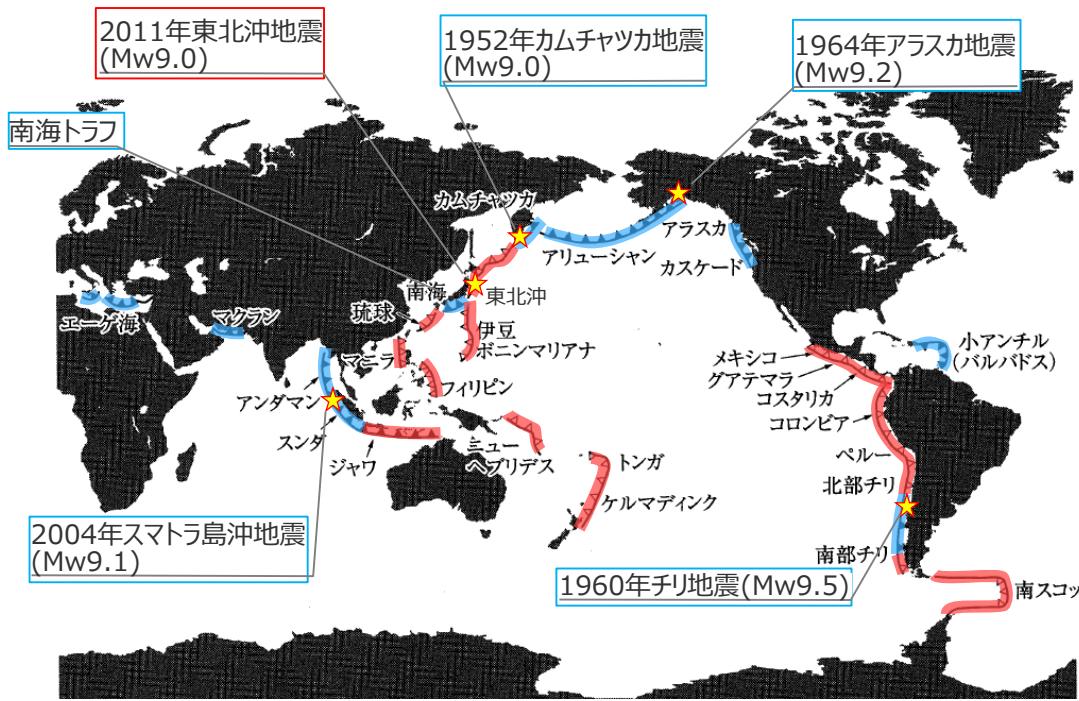 2011年東北沖地震
(Mw9.0)
1952年カムチャツカ地震
(Mw9.0)
1964年アラスカ地震
(Mw9.2)
南海トラフ
カムチャツカ
アラスカ
アリューシャン
カスケード
南海
東北沖
琉球
エーゲ海
マクラン
伊豆
ボニンマリアナ
マニラ
フィリピン
アンダマン
スンダ
ジャワ
ニュー
ヘブリデス
トンガ
ケルマディンク
小アンチル
(バルバドス)
メキシコ
グアテマラ
コスタリカ
コロンビア
ペルー
北部チリ
南部チリ
南スコッ
2004年スマトラ島沖地震
(Mw9.1)
1960年チリ地震(Mw9.5)